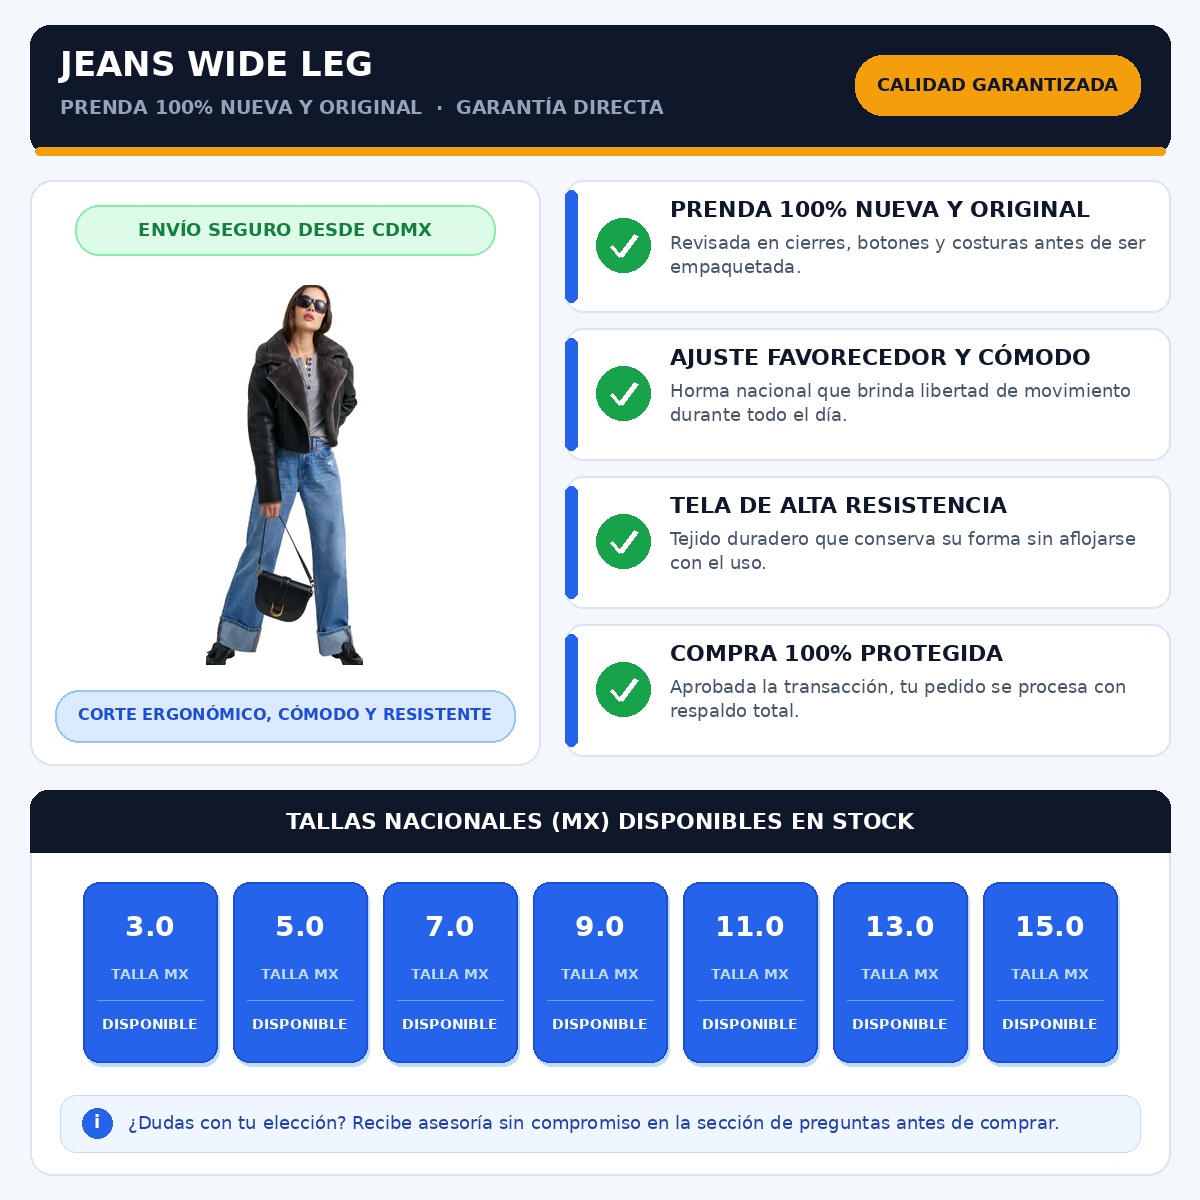 JEANS WIDE LEG
PRENDA 100% NUEVA Y ORIGINAL · GARANTÍA DIRECTA
CALIDAD GARANTIZADA
ENVÍO SEGURO DESDE CDMX
CORTE ERGONÓMICO, CÓMODO Y RESISTENTE
PRENDA 100% NUEVA Y ORIGINAL
Revisada en cierres, botones y costuras antes de ser
empaquetada.
AJUSTE FAVORECEDOR Y CÓMODO
Horma nacional que brinda libertad de movimiento
durante todo el día.
TELA DE ALTA RESISTENCIA
Tejido duradero que conserva su forma sin aflojarse
con el uso.
COMPRA 100% PROTEGIDA
Aprobada la transacción, tu pedido se procesa con
respaldo total.
TALLAS NACIONALES (MX) DISPONIBLES EN STOCK
3.0
TALLA MX
DISPONIBLE
5.0
TALLA MX
DISPONIBLE
7.0
TALLA MX
DISPONIBLE
9.0
TALLA MX
DISPONIBLE
11.0
TALLA MX
DISPONIBLE
13.0
TALLA MX
DISPONIBLE
15.0
TALLA MX
DISPONIBLE
i ¿Dudas con tu elección? Recibe asesoría sin compromiso en la sección de preguntas antes de comprar.